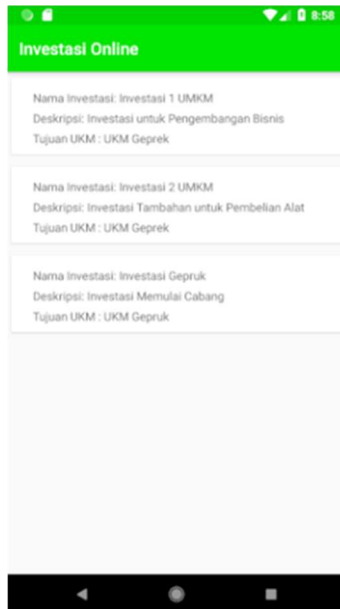 8:58
Investasi Online
Nama Investasi: Investasi 1 UMKM
Deskripsi: Investasi untuk Pengembangan Bisnis
Tujuan UKM : UKM Geprek
Nama Investasi: Investasi 2 UMKM
Deskripsi: Investasi Tambahan untuk Pembelian Alat
Tujuan UKM : UKM Geprek
Nama Investasi: Investasi Gepruk
Deskripsi: Investasi Memulai Cabang
Tujuan UKM : UKM Gepruk